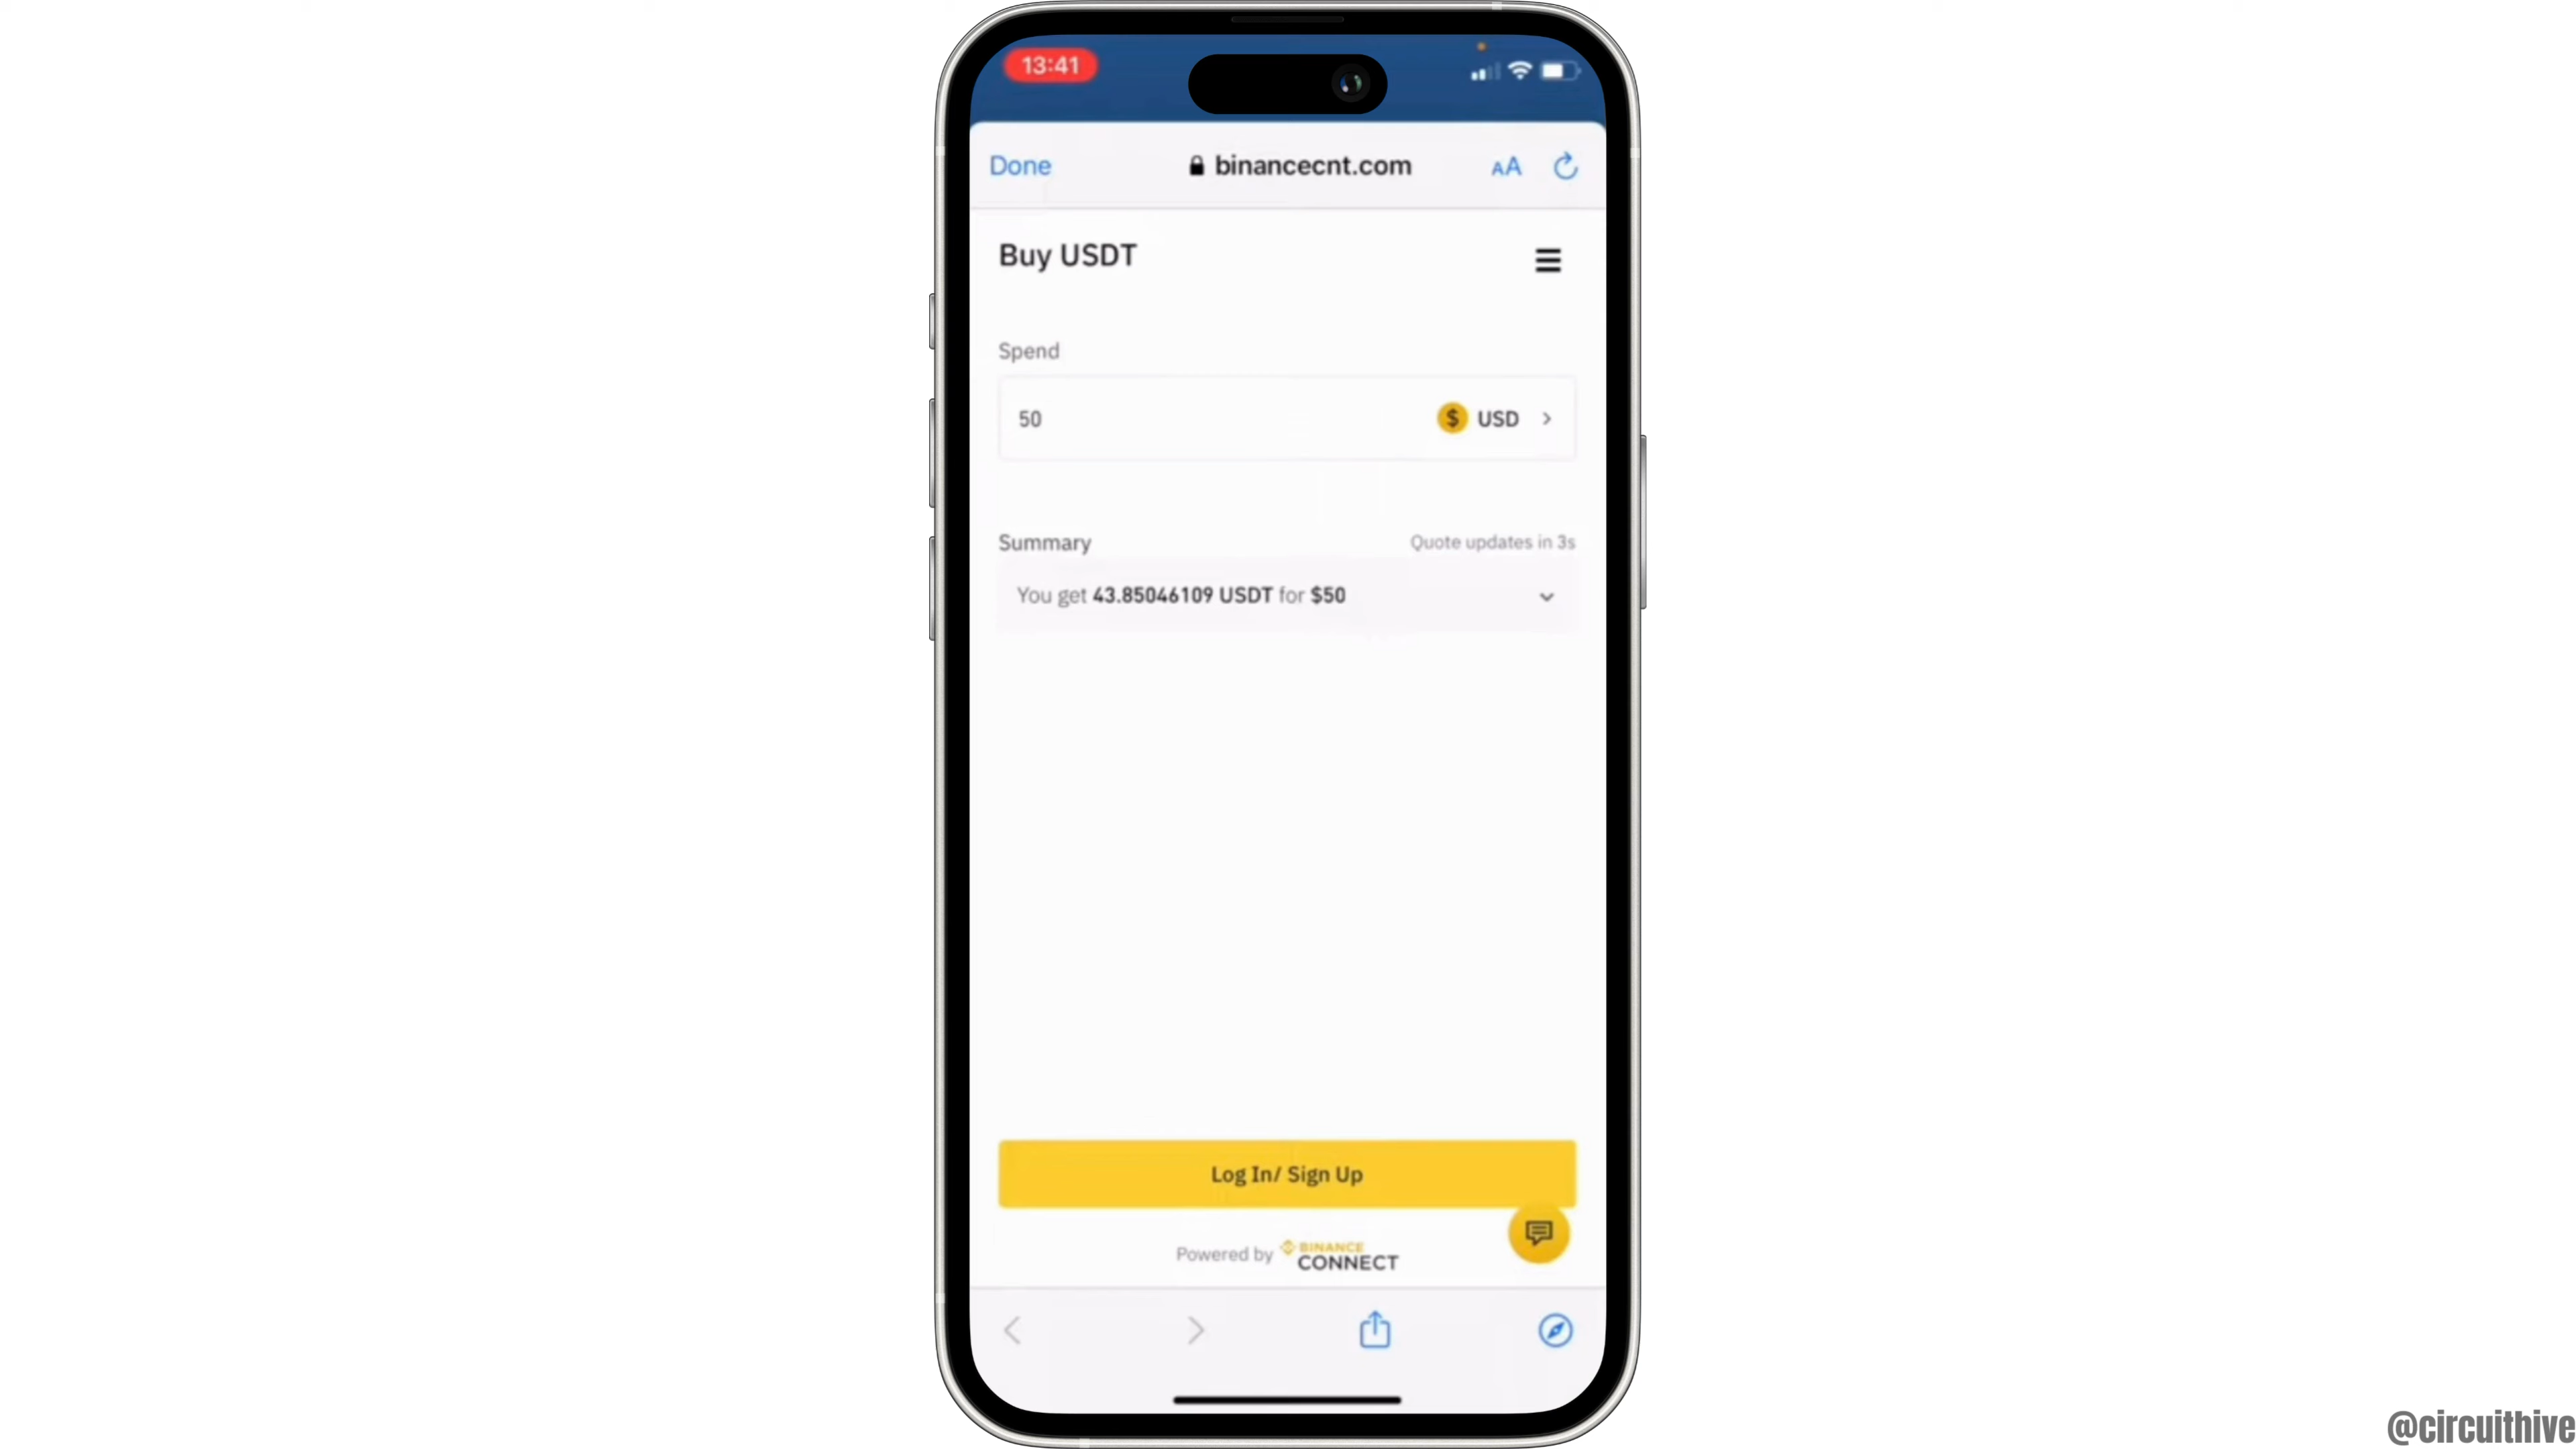 13:41
Done
binancecnt.com
AA
Buy USDT
Spend
50
$ USD
Summary
Quote updates in 3s
You get 43.85046109 USDT for $50
Log In/ Sign Up
Powered by BINANCE CONNECT
@circuithive